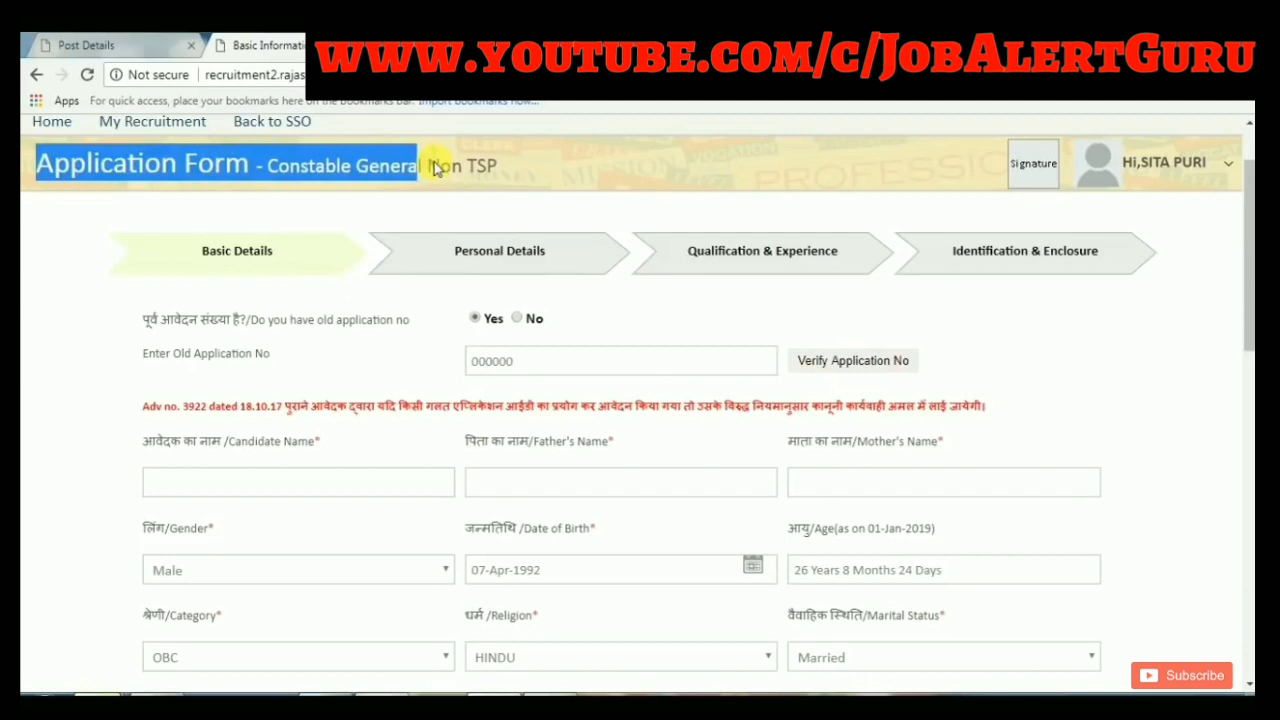 www.youtube.com/c/JobAlertGuru
Post Details
Basic Informati
Not secure
recruitment2.rajas
Apps
For quick access, place your bookmarks here on the bookmarks bar. Import bookmarks now...
Home My Recruitment Back to SSO
Application Form - Constable General Non TSP
Signature
Hi,SITA PURI
Basic Details
Personal Details
Qualification & Experience
Identification & Enclosure
पूर्व आवेदन संख्या है?/Do you have old application no
Yes No
Enter Old Application No
000000
Verify Application No
Adv no. 3922 dated 18.10.17 पुराने आवेदक द्वारा यदि किसी गलत एप्लिकेशन आईडी का प्रयोग कर आवेदन किया गया तो उसके विरुद्ध नियमानुसार कानूनी कार्यवाही अमल में लाई जायेगी।
आवेदक का नाम /Candidate Name*
पिता का नाम/Father's Name*
माता का नाम/Mother's Name*
लिंग/Gender*
जन्मतिथि /Date of Birth*
आयु/Age(as on 01-Jan-2019)
Male
07-Apr-1992
26 Years 8 Months 24 Days
श्रेणी/Category*
धर्म /Religion*
वैवाहिक स्थिति/Marital Status*
OBC
HINDU
Married
Subscribe